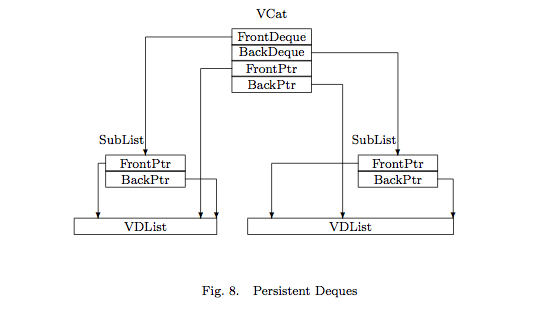 VCat
FrontDeque
BackDeque
FrontPtr
BackPtr
SubList
SubList
FrontPtr
FrontPtr
BackPtr
BackPtr
VDList
VDList
Fig. 8. Persistent Deques